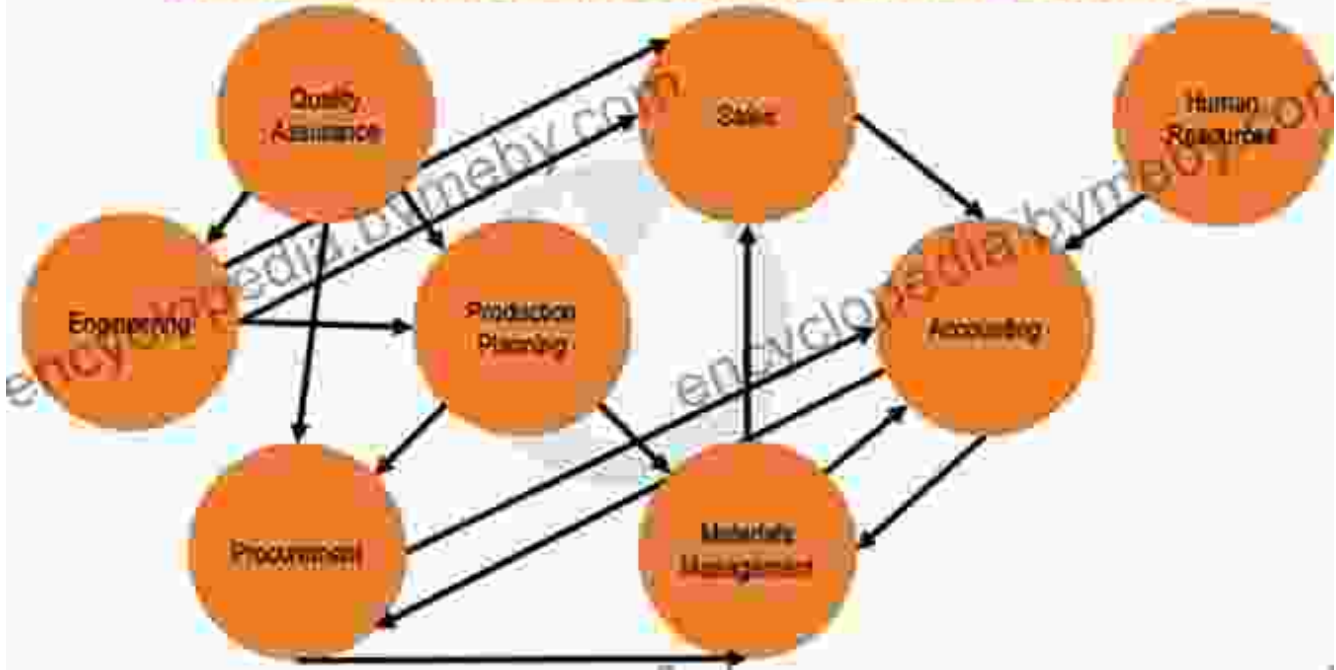 Quality
Assurance
Sales
Human
Resources
Engineering
Production
Planning
Accounting
Procurement
Materials
Management
encyclopedia.bymeby.com
encyclopedia.bymeby.com